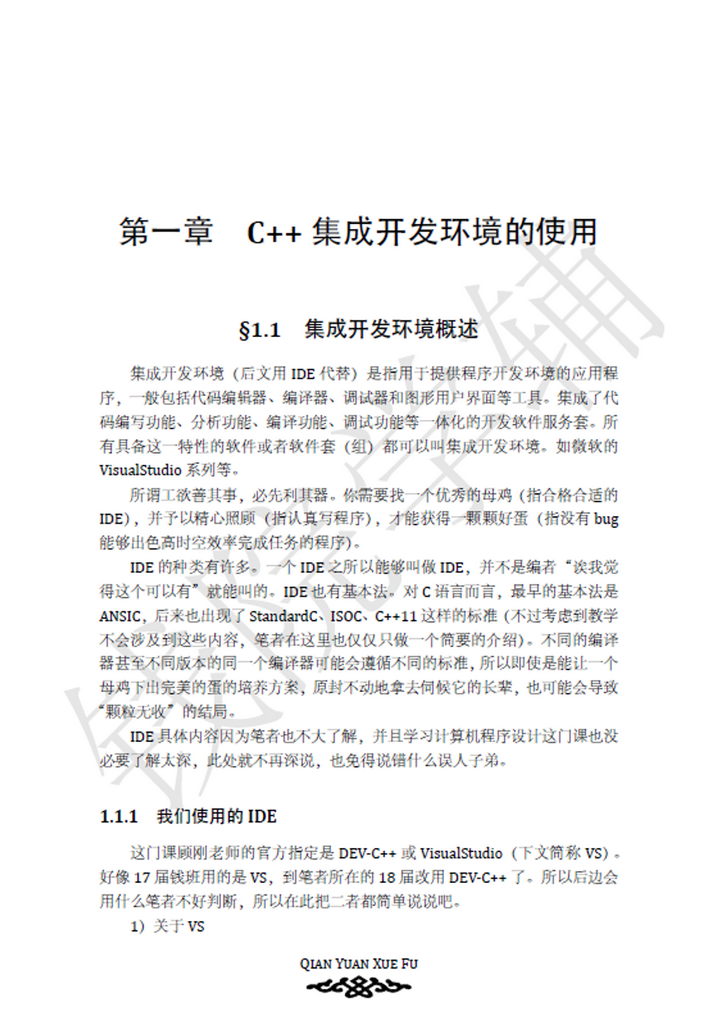 第一章 C++ 集成开发环境的使用
§1.1 集成开发环境概述
集成开发环境（后文用 IDE 代替）是指用于提供程序开发环境的应用程
序，一般包括代码编辑器、编译器、调试器和图形用户界面等工具。集成了代
码编写功能、分析功能、编译功能、调试功能等一体化的开发软件服务套。所
有具备这一特性的软件或者软件套（组）都可以叫集成开发环境。如微软的
VisualStudio 系列等。
所谓工欲善其事，必先利其器。你需要找一个优秀的母鸡（指合格合适的
IDE），并予以精心照顾（指认真写程序），才能获得一颗颗好蛋（指没有 bug
能够出色高时空效率完成任务的程序）。
IDE 的种类有许多。一个 IDE 之所以能够叫做 IDE，并不是编者“诶我觉
得这个可以有”就能叫的。IDE 也有基本法。对 C 语言而言，最早的基本法是
ANSIC，后来也出现了 StandardC、ISOC、C++11 这样的标准（不过考虑到教学
不会涉及到这些内容，笔者在这里也仅仅只做一个简要的介绍）。不同的编译
器甚至不同版本的同一个编译器可能会遵循不同的标准，所以即使是能让一个
母鸡下出完美的蛋的培养方案，原封不动地拿去伺候它的长辈，也可能会导致
“颗粒无收”的结局。
IDE 具体内容因为笔者也不大了解，并且学习计算机程序设计这门课也没
必要了解太深，此处就不再深说，也免得说错什么误人子弟。
1.1.1 我们使用的 IDE
这门课顾刚老师的官方指定是 DEV-C++ 或 VisualStudio（下文简称 VS）。
好像 17 届钱班用的是 VS，到笔者所在的 18 届改用 DEV-C++ 了。所以后边会
用什么笔者不好判断，所以在此把二者都简单说说吧。
1）关于 VS
QIAN YUAN XUE FU
钱院学辅